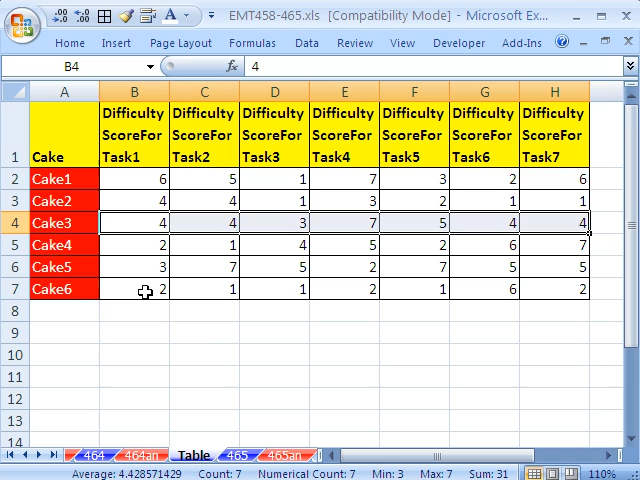 EMT458-465.xls [Compatibility Mode] - Microsoft Ex...
Home Insert Page Layout Formulas Data Review View Developer Add-Ins
B4 fx 4
A B C D E F G H
1 Cake Difficulty ScoreFor Task1 Difficulty ScoreFor Task2 Difficulty ScoreFor Task3 Difficulty ScoreFor Task4 Difficulty ScoreFor Task5 Difficulty ScoreFor Task6 Difficulty ScoreFor Task7
2 Cake1 6 5 1 7 3 2 6
3 Cake2 4 4 1 3 2 1 1
4 Cake3 4 4 3 7 5 4 4
5 Cake4 2 1 4 5 2 6 7
6 Cake5 3 7 5 2 7 5 5
7 Cake6 2 1 1 2 1 6 2
8
9
10
11
12
13
14
464 464an Table 465 465an
Average: 4.428571429 Count: 7 Numerical Count: 7 Min: 3 Max: 7 Sum: 31 110%